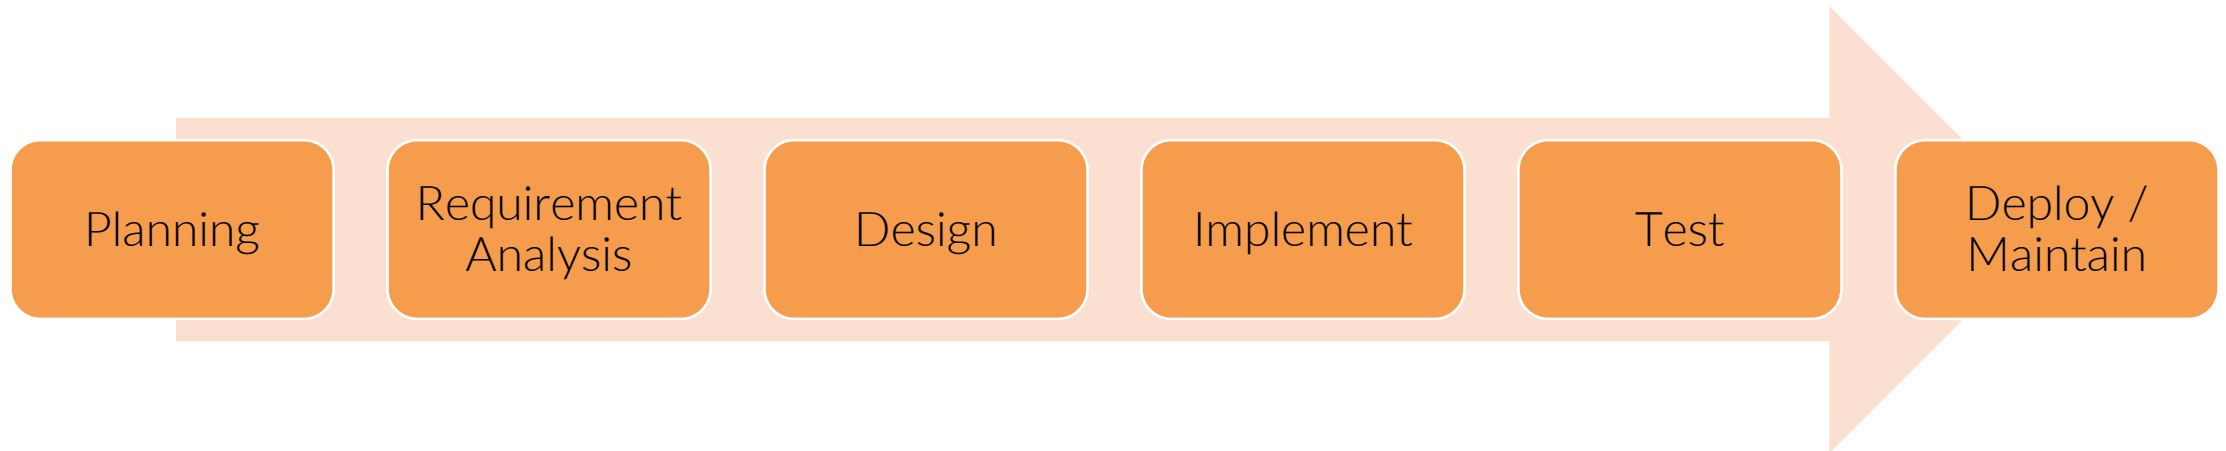 Planning
Requirement
Analysis
Design
Implement
Test
Deploy /
Maintain